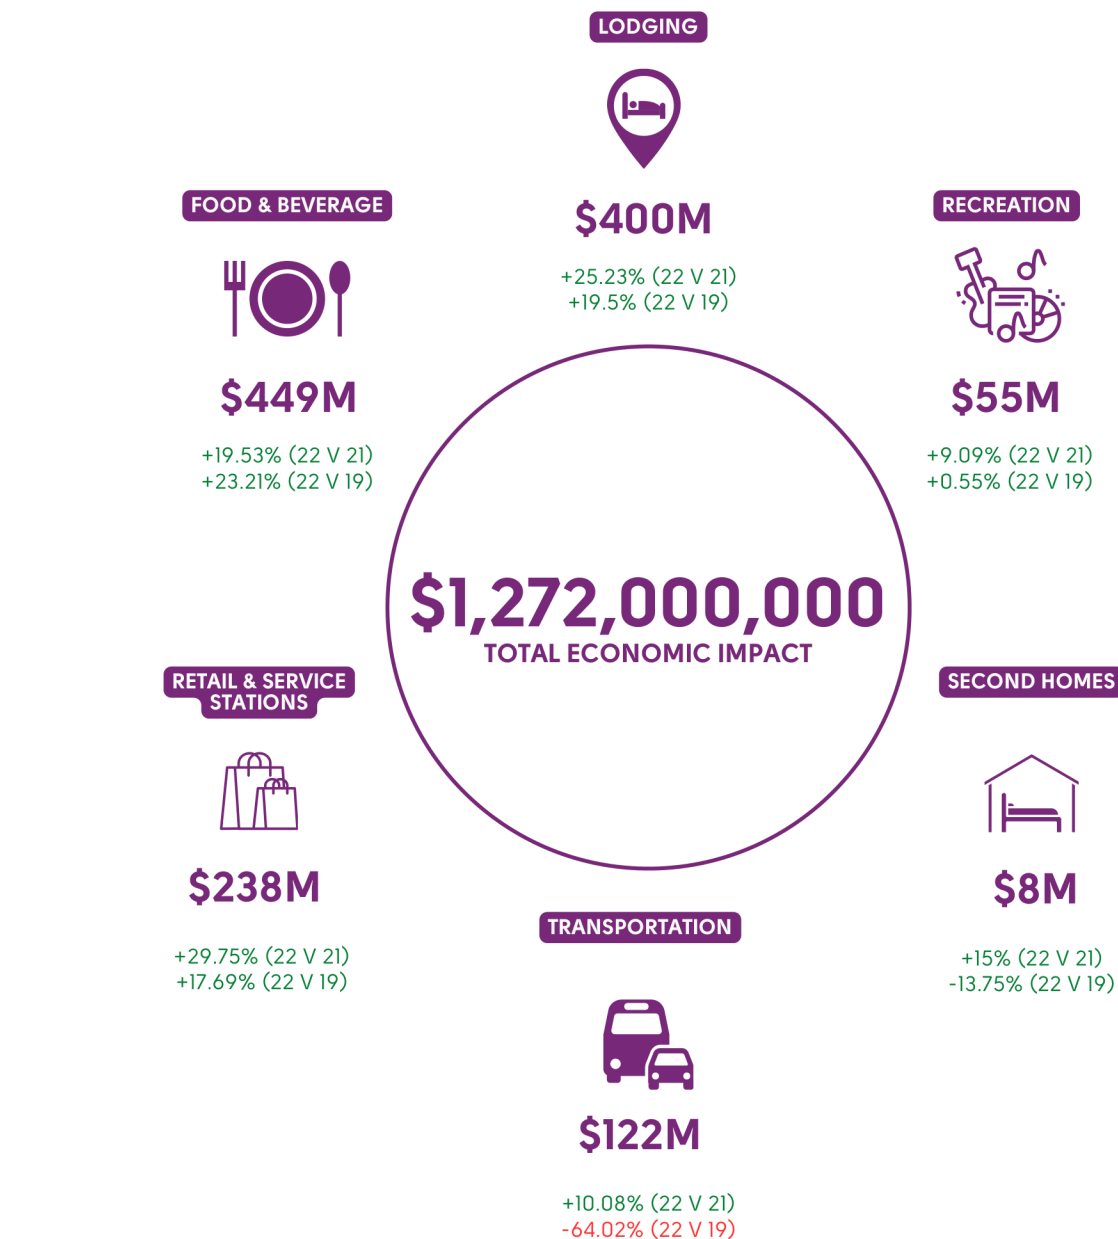 LODGING
$400M
+25.23% (22 V 21)
+19.5% (22 V 19)
FOOD & BEVERAGE
$449M
+19.53% (22 V 21)
+23.21% (22 V 19)
RECREATION
$55M
+9.09% (22 V 21)
+0.55% (22 V 19)
$1,272,000,000
TOTAL ECONOMIC IMPACT
RETAIL & SERVICE
STATIONS
$238M
+29.75% (22 V 21)
+17.69% (22 V 19)
SECOND HOMES
$8M
+15% (22 V 21)
-13.75% (22 V 19)
TRANSPORTATION
$122M
+10.08% (22 V 21)
-64.02% (22 V 19)